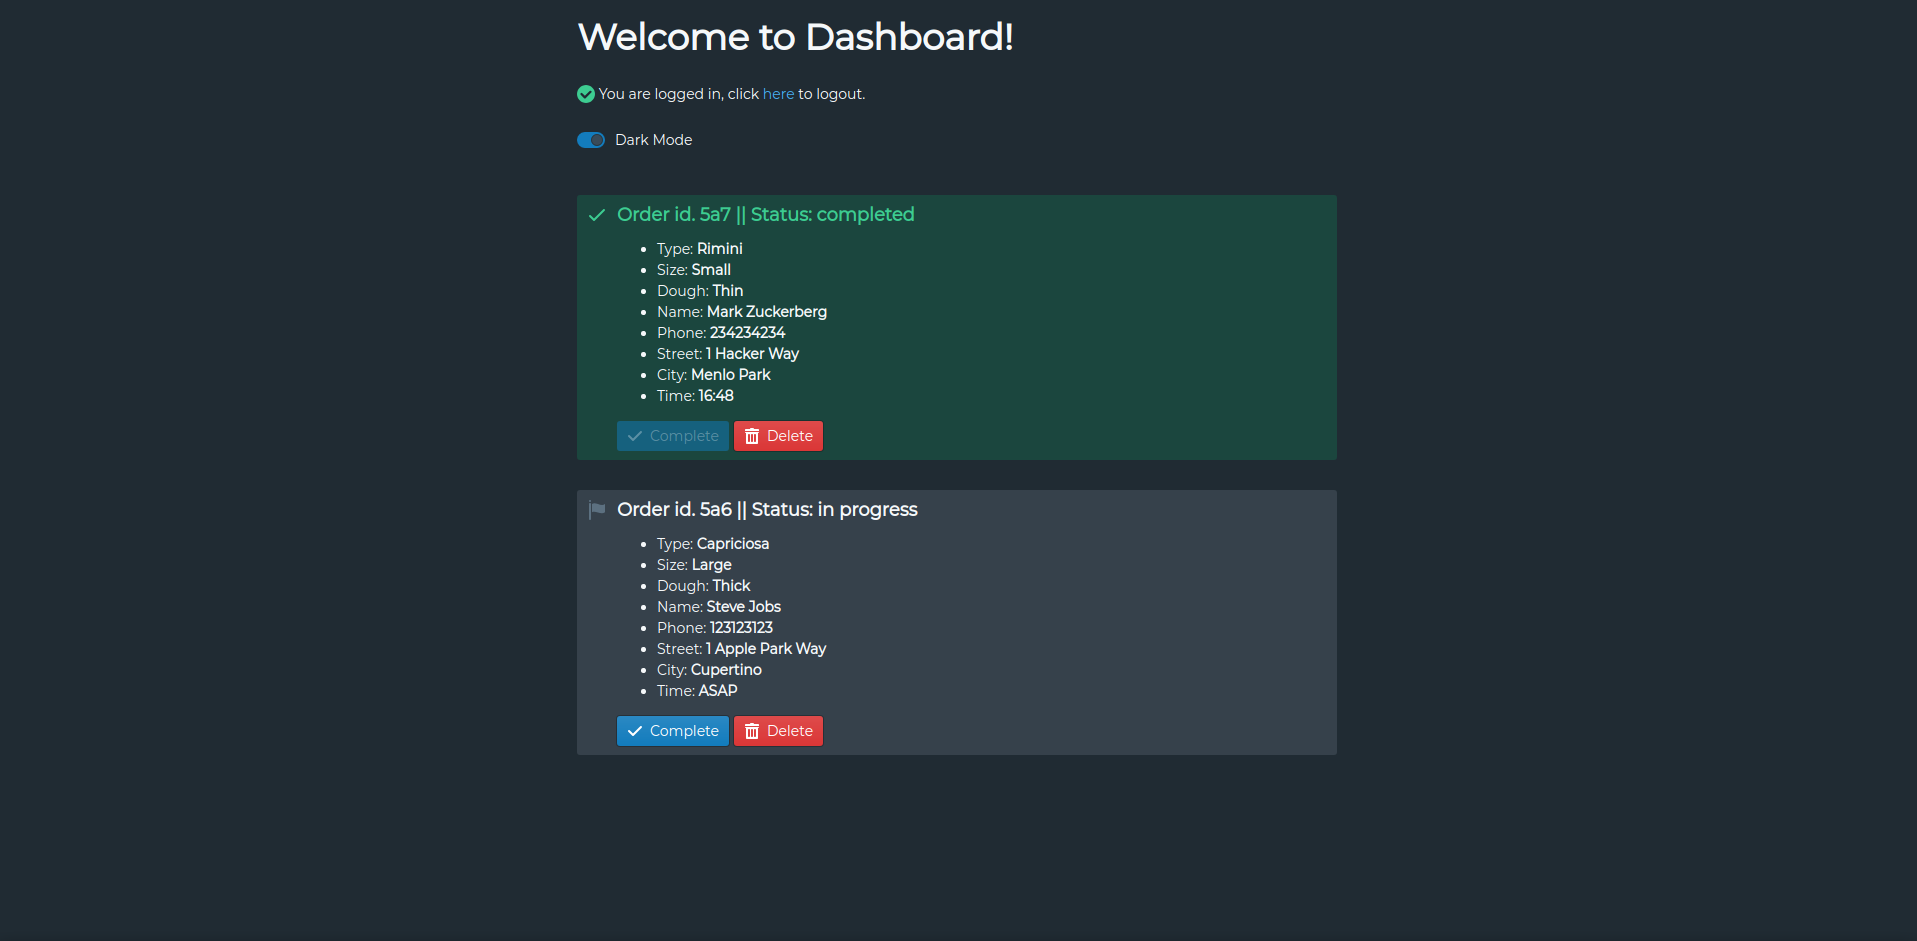 Welcome to Dashboard!
You are logged in, click here to logout.
Dark Mode
Order id. 5a7 || Status: completed
Type: Rimini
Size: Small
Dough: Thin
Name: Mark Zuckerberg
Phone: 234234234
Street: 1 Hacker Way
City: Menlo Park
Time: 16:48
Complete Delete
Order id. 5a6 || Status: in progress
Type: Capriciosa
Size: Large
Dough: Thick
Name: Steve Jobs
Phone: 123123123
Street: 1 Apple Park Way
City: Cupertino
Time: ASAP
Complete Delete